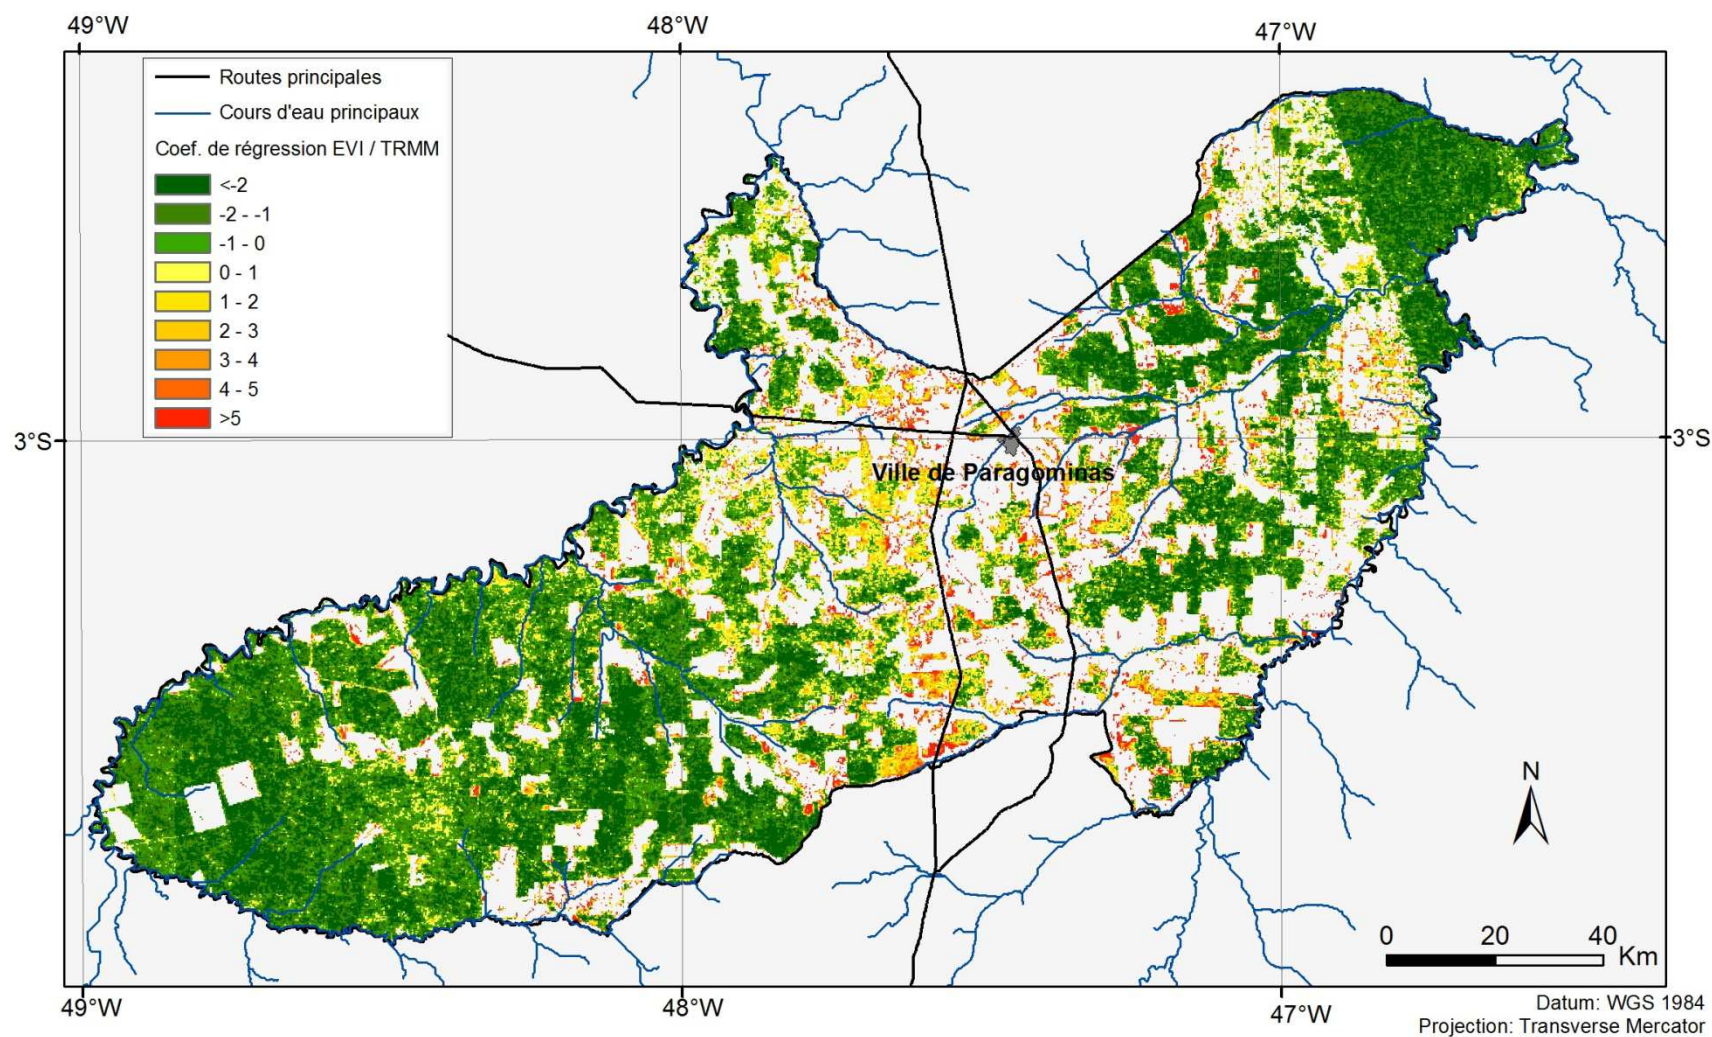 49°W
48°W
47°W
Routes principales
Cours d'eau principaux
Coef. de régression EVI / TRMM
<-2
-2 - -1
-1 - 0
0 - 1
1 - 2
2 - 3
3 - 4
4 - 5
>5
3°S
3°S
Ville de Paragominas
N
0 20 40
Km
49°W
48°W
47°W
Datum: WGS 1984
Projection: Transverse Mercator